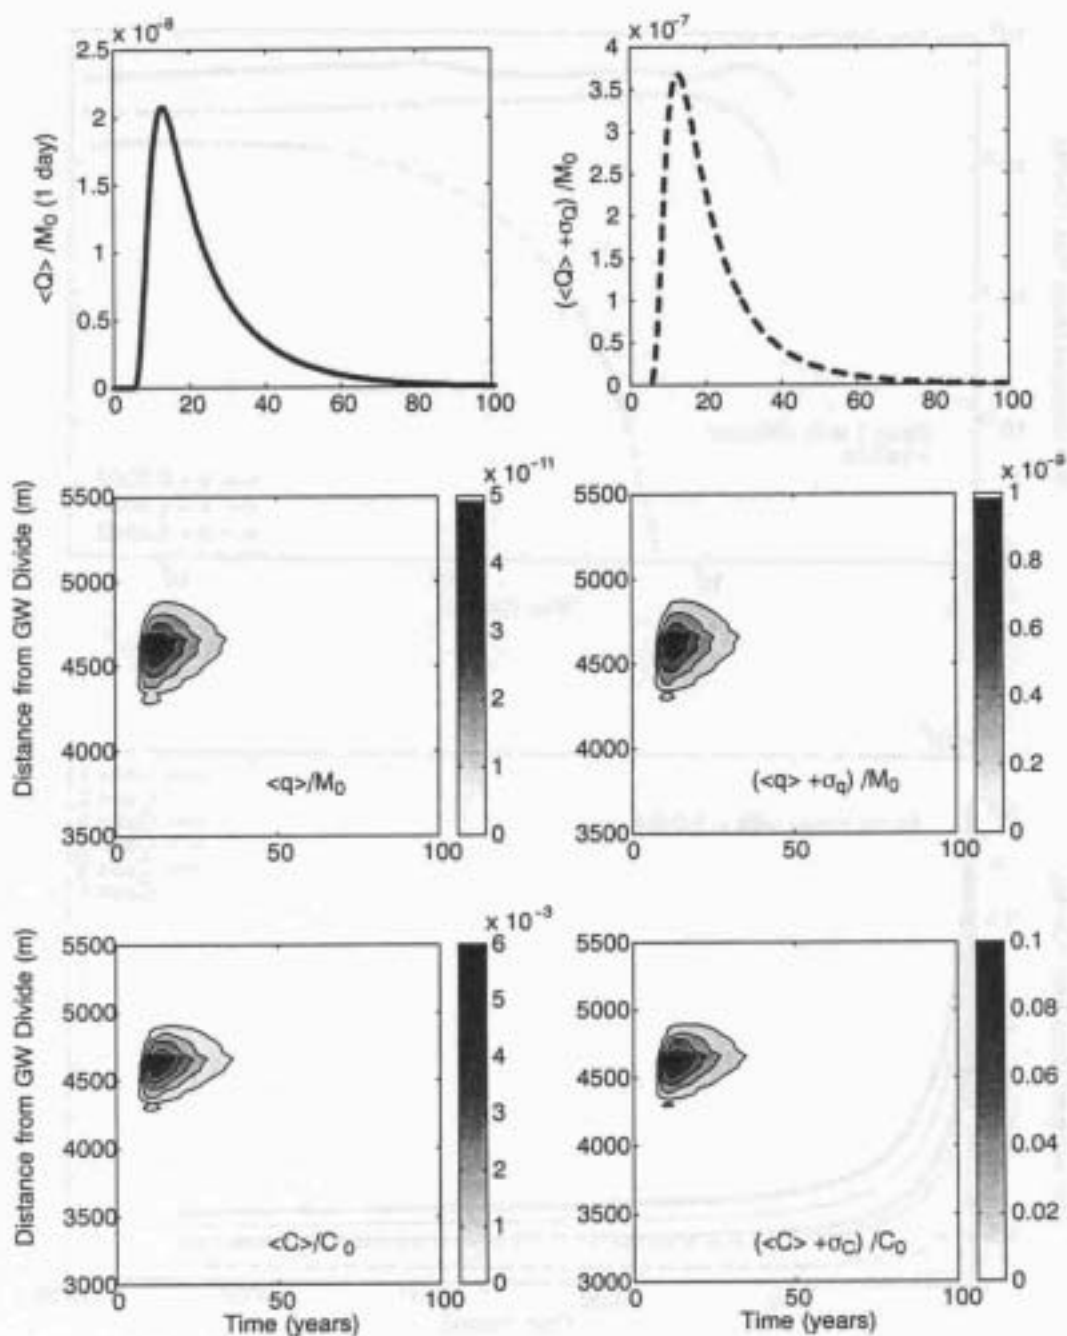 x 10⁻⁸
2.5
2
1.5
1
0.5
0
<Q> /M₀ (1 day)
0 20 40 60 80 100
x 10⁻⁷
4
3.5
3
2.5
2
1.5
1
0.5
0
(<Q> +σ_Q) /M₀
0 20 40 60 80 100
Distance from GW Divide (m)
5500
5000
4500
4000
3500
<q>/M₀
0 50 100
x 10⁻¹¹
5
4
3
2
1
0
5500
5000
4500
4000
3500
(<q> +σ_q) /M₀
0 50 100
x 10⁻⁹
1
0.8
0.6
0.4
0.2
0
Distance from GW Divide (m)
5500
5000
4500
4000
3500
3000
<C>/C₀
0 50 100
Time (years)
x 10⁻³
6
5
4
3
2
1
0
5500
5000
4500
4000
3500
3000
(<C> +σ_C) /C₀
0 50 100
Time (years)
0.1
0.08
0.06
0.04
0.02
0